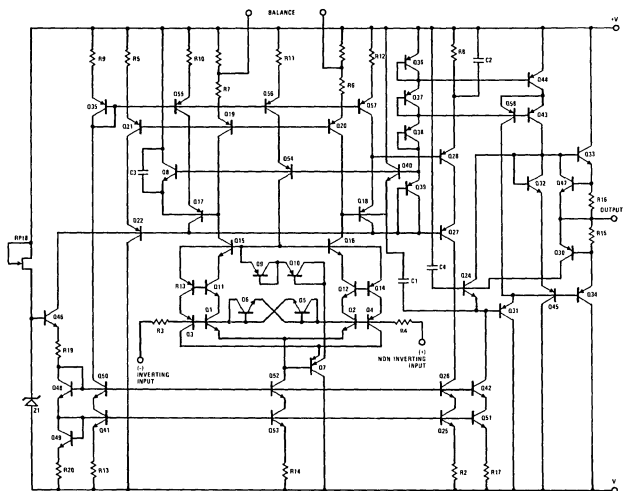 BALANCE
+V
R9
R5
R10
R11
R12
Q36
R8
C2
Q44
Q35
Q55
R7
Q56
R6
Q57
Q37
Q58
Q43
Q21
Q19
Q20
Q38
Q28
Q33
C3
Q8
Q54
Q40
Q32
Q47
R16
Q17
Q18
Q39
OUTPUT
Q22
Q27
R15
RP18
Q15
Q16
Q30
Q9
Q10
C1
C4
Q24
R13
Q11
Q12
Q14
Q31
Q45
Q34
Q46
Q6
Q5
R3
Q3
Q1
Q2
Q4
R4
R19
(-)
INVERTING
INPUT
(+)
NON INVERTING
INPUT
Q7
Q48
Q50
Q52
Q26
Q42
Z1
Q49
Q41
Q53
Q25
Q51
R20
R13
R14
R2
R17
V